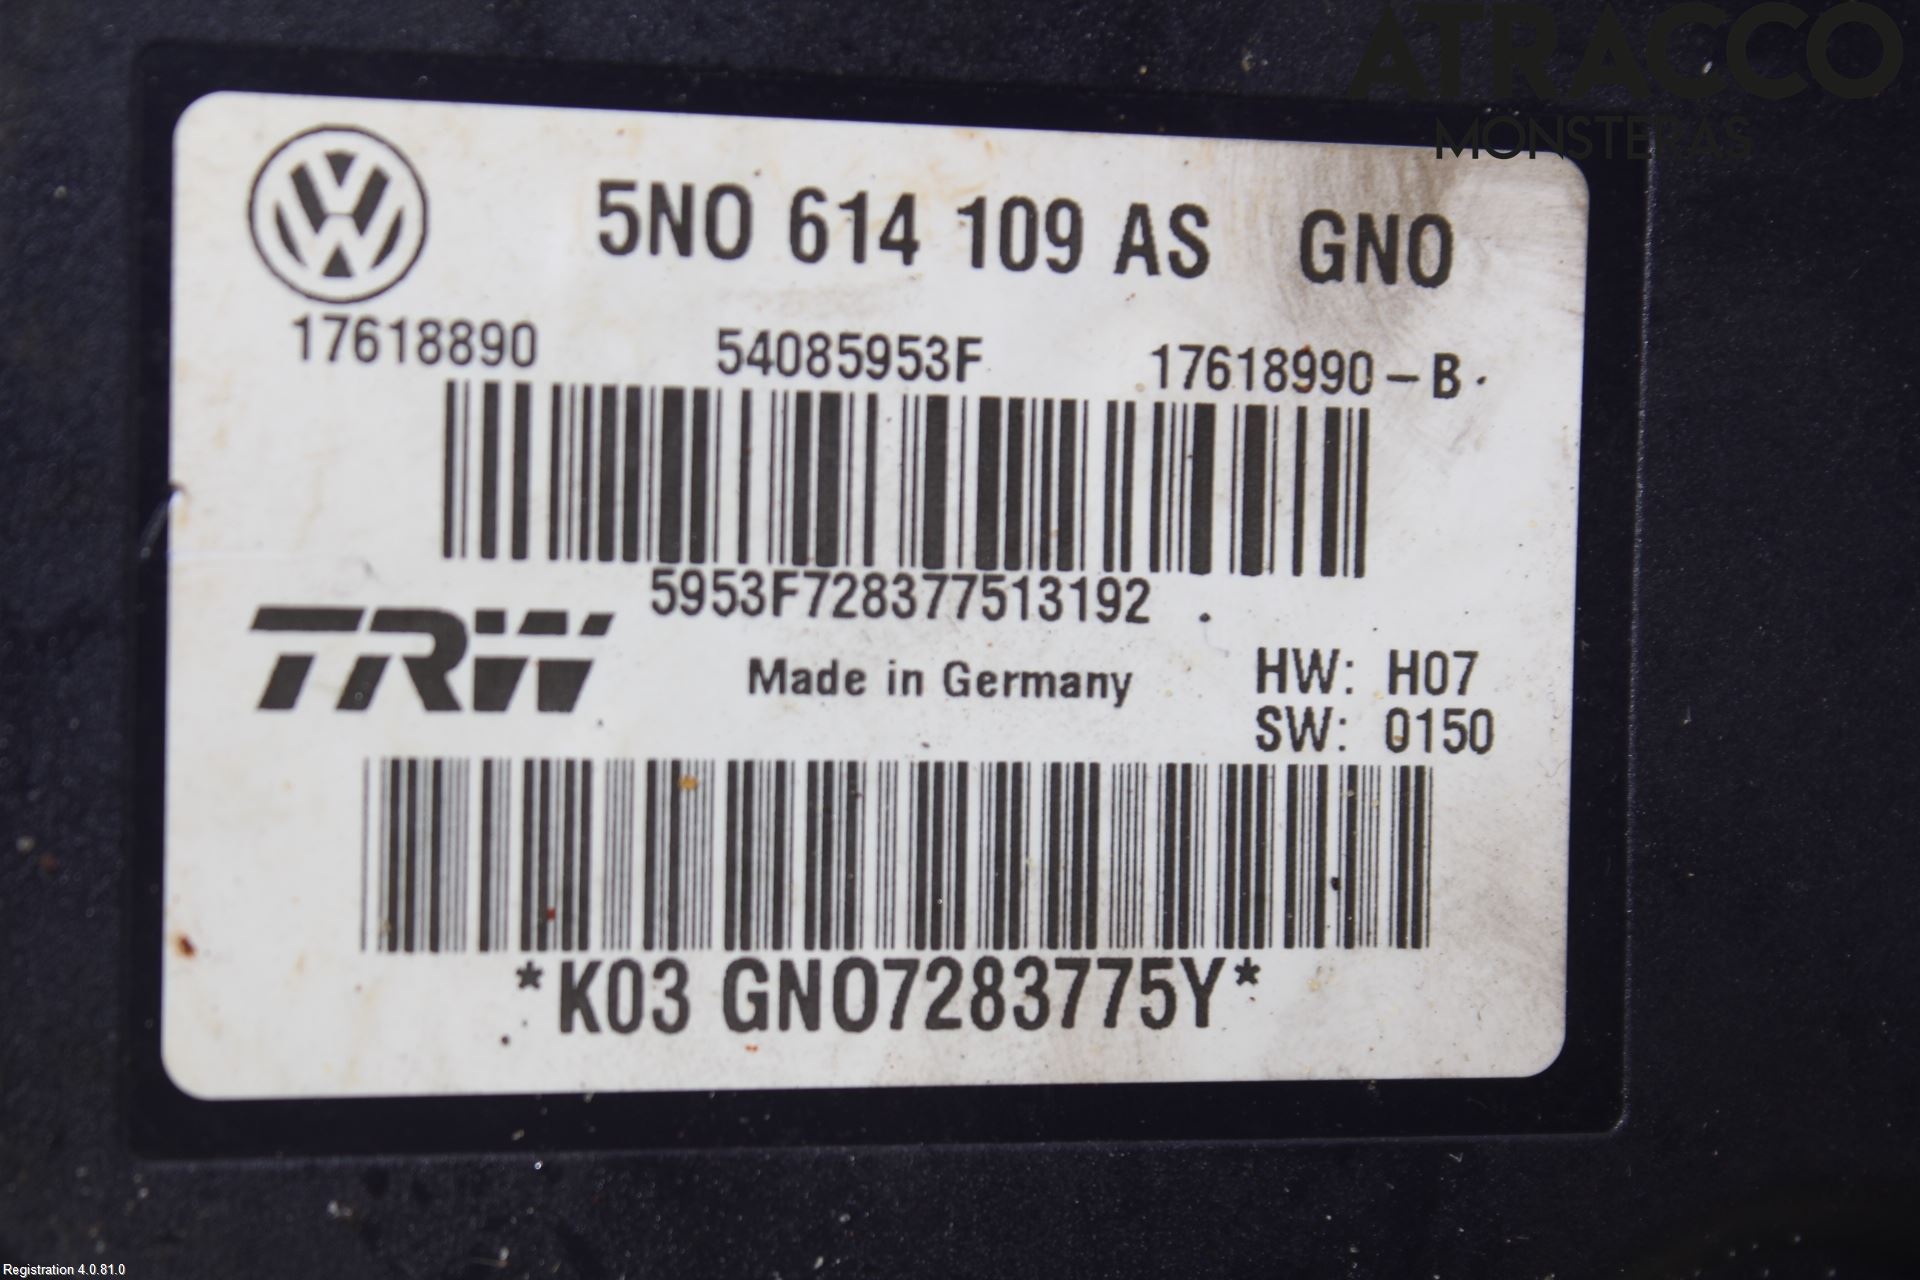 ATRACCO
MONSTERAS
5N0 614 109 AS GN0
17618890 54085953F 17618990-B
5953F728377513192
TRW
Made in Germany
HW: H07
SW: 0150
*K03 GN07283775Y*
Registration 4.0.81.0